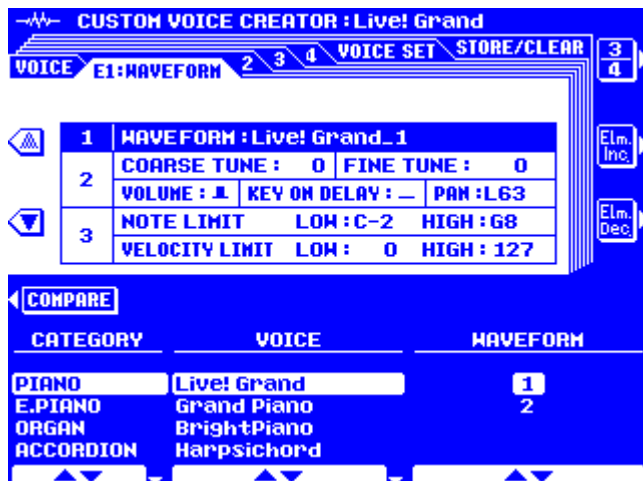 CUSTOM VOICE CREATOR :Live! Grand
VOICE E1:WAVEFORM 2 3 4 VOICE SET STORE/CLEAR 3 4
1 WAVEFORM :Live! Grand_1 Elm. Inc.
2 COARSE TUNE : 0 FINE TUNE : 0
VOLUME : KEY ON DELAY : PAN :L63
3 NOTE LIMIT LOW :C-2 HIGH :G8 Elm. Dec.
VELOCITY LIMIT LOW : 0 HIGH : 127
COMPARE
CATEGORY VOICE WAVEFORM
PIANO Live! Grand 1
E.PIANO Grand Piano 2
ORGAN BrightPiano
ACCORDION Harpsichord